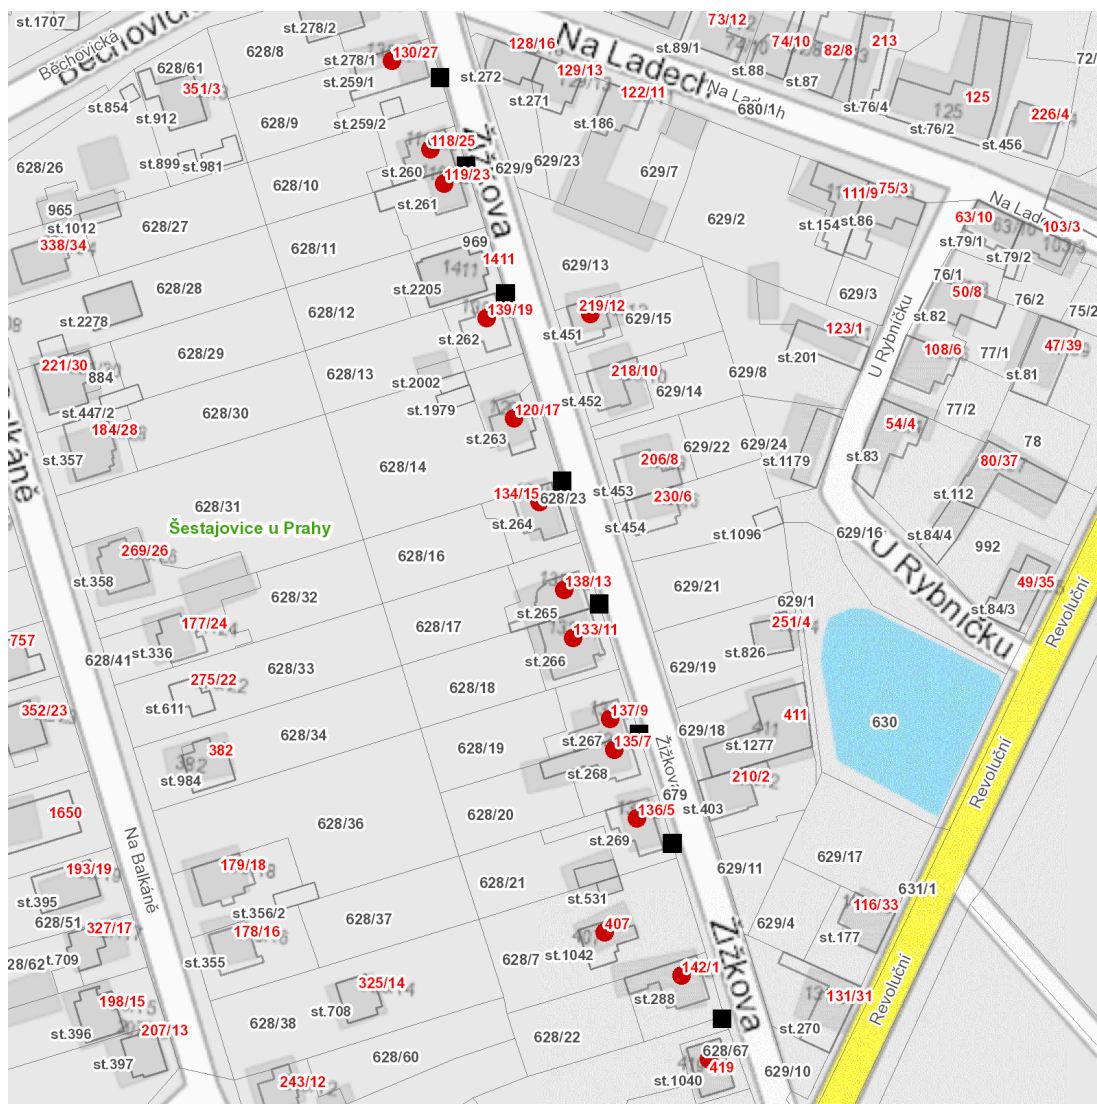 st.1707
st.278/2
73/12
213
Běchovická
Běchovická
628/8
130/27
128/16
Na Ladech
st.89/1
74/10
82/8
628/61
st.278/1
129/13
st.88
351/3
st.259/1
st.272
122/11
st.87
Na Ladech
125
st.854
st.271
680/1
st.76/4
226/4
st.912
628/9
st.259/2
st.186
st.76/2
118/25
Žižkova
st.456
628/26
st.899
st.981
st.260
119/23
629/9
629/23
629/7
628/10
111/9
75/3
965
st.261
Na Ladech
st.1012
628/27
629/2
st.154
st.86
63/10
103/3
338/34
628/11
969
1411
1411
629/13
st.79/1
st.79/2
628/28
st.2205
76/1
50/8
st.2278
628/12
139/19
219/12
629/15
629/3
U Rybníčku
st.82
76/2
628/29
st.262
st.451
123/1
108/6
77/1
47/39
221/30
884
628/13
st.2002
218/10
629/8
st.201
st.81
st.447/2
628/30
st.1979
120/17
st.452
629/14
77/2
184/28
54/4
st.357
st.263
206/8
629/22
629/24
st.83
78
628/14
st.1179
80/37
134/15
628/23
st.453
230/6
st.112
628/31
Šestajovice u Prahy
st.264
st.454
st.1096
629/16
st.84/4
U Rybníčku
992
269/26
628/16
st.358
138/13
629/21
49/35
628/32
629/1
st.84/3
st.265
Revoluční
177/24
628/17
133/11
251/4
757
st.336
628/41
st.266
st.826
628/33
629/19
275/22
628/18
352/23
st.611
137/9
411
630
628/34
st.267
135/7
629/18
382
628/19
st.1277
st.984
st.268
Žižkova
210/2
Revoluční
679
1650
628/20
136/5
st.403
628/36
st.269
Na Balkáně
193/19
179/18
629/11
629/17
st.395
628/21
631/1
st.531
628/51
327/17
st.356/2
628/37
116/33
178/16
407
629/4
st.177
628/7
st.1042
Žižkova
st.355
Revoluční
142/1
325/14
198/15
st.288
131/31
st.708
207/13
628/38
st.270
st.396
628/22
628/60
628/67
st.397
419
629/10
243/12
st.1040